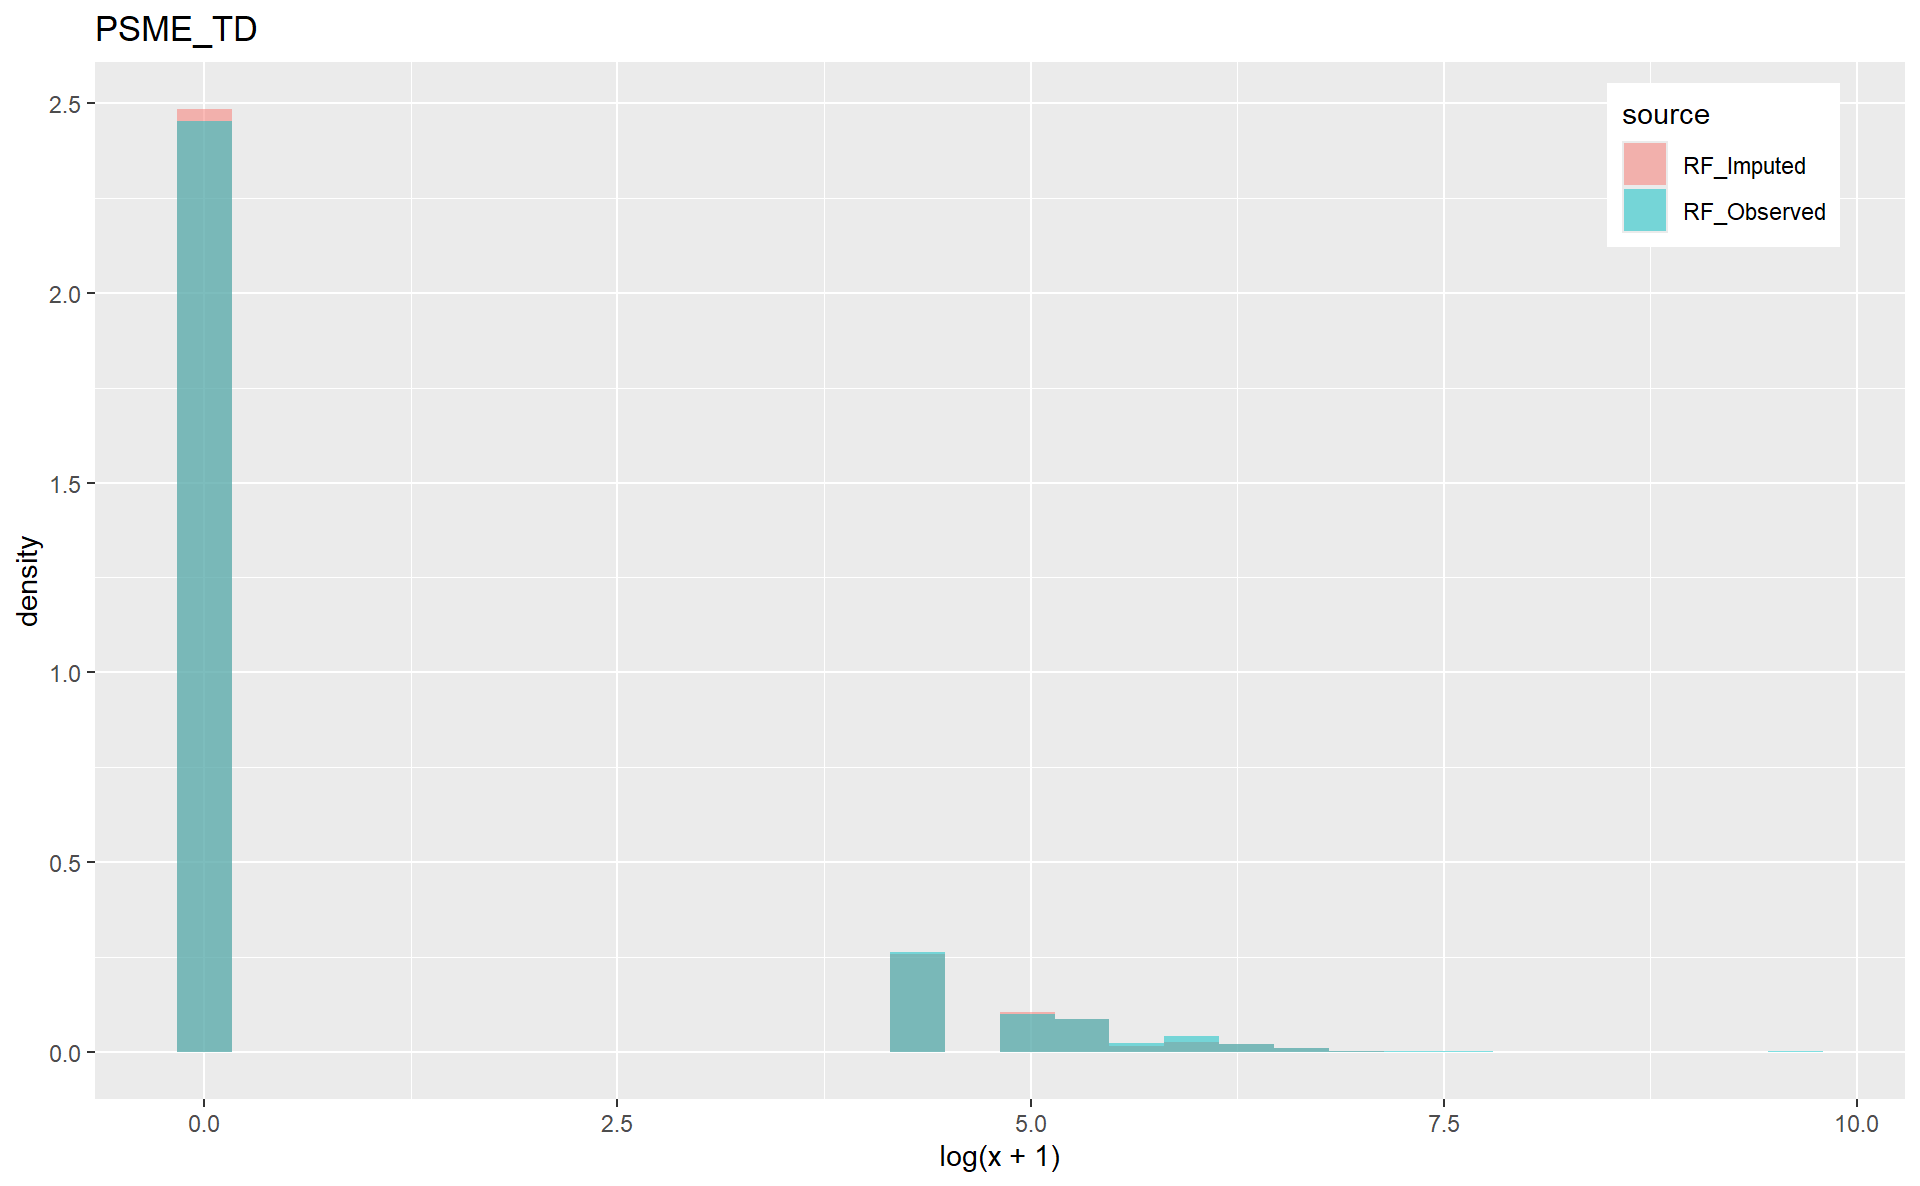 PSME_TD
source
RF_Imputed
RF_Observed
density
2.5
2.0
1.5
1.0
0.5
0.0
0.0 2.5 5.0 7.5 10.0
log(x + 1)